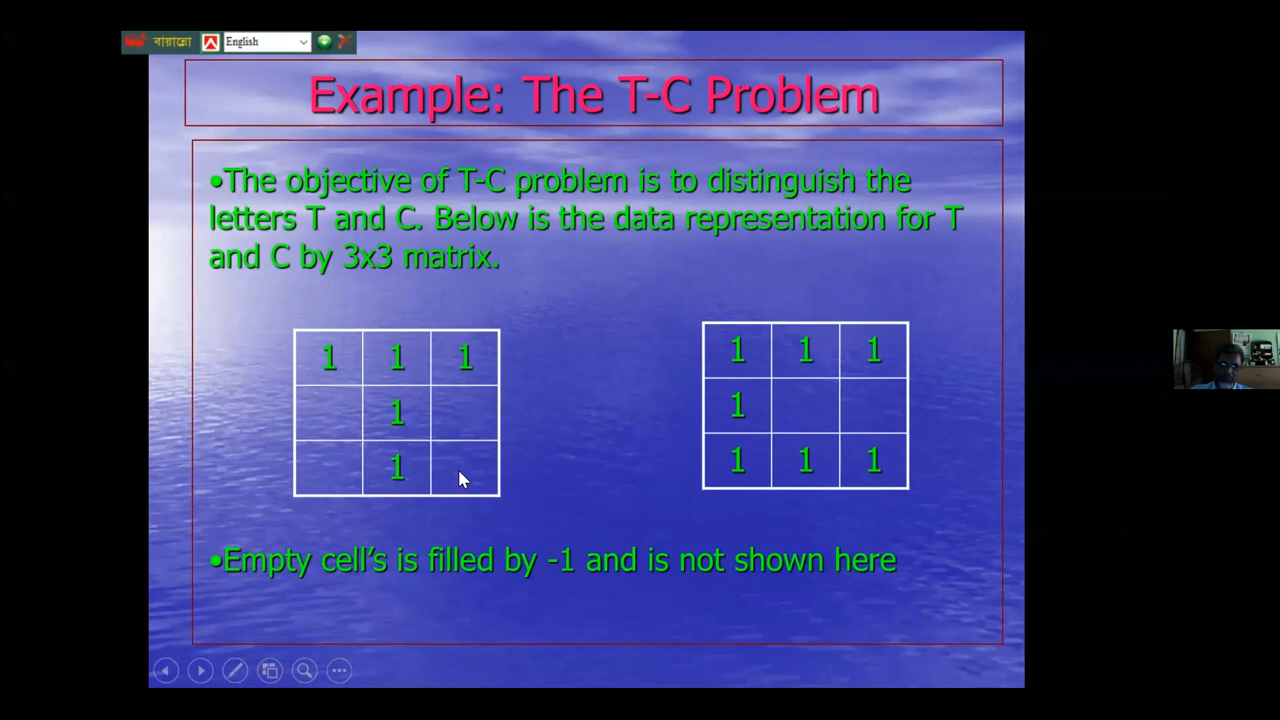 বায়ান্নো English
Example: The T-C Problem
•The objective of T-C problem is to distinguish the
letters T and C. Below is the data representation for T
and C by 3x3 matrix.
1 1 1
1
1
1 1 1
1
1 1 1
•Empty cell’s is filled by -1 and is not shown here